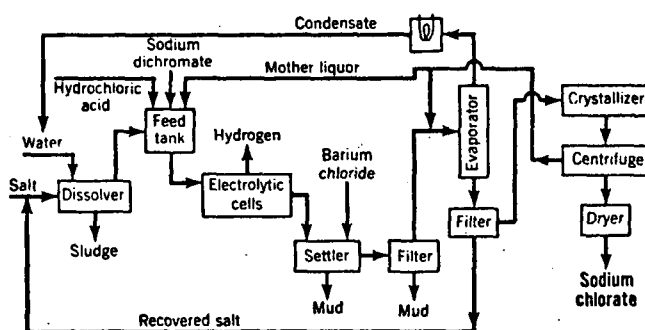 Condensate
Sodium
dichromate
Mother liquor
Hydrochloric
acid
Feed
tank
Crystallizer
Water
Hydrogen
Barium
chloride
Evaporator
Centrifuge
Salt
Dissolver
Electrolytic
cells
Filter
Dryer
Sludge
Settler
Filter
Mud
Mud
Sodium
chlorate
Recovered salt